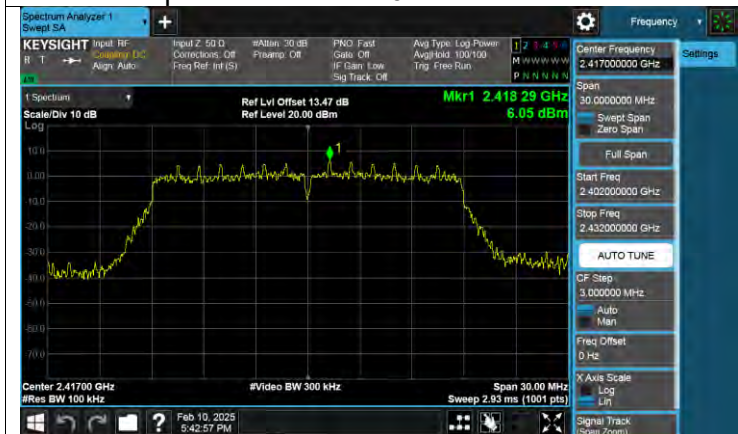 Spectrum Analyzer 1
Swept SA
+
Frequency
KEYSIGHT
R T
Input: RF
Coupling: DC
Align: Auto
Input Z: 50 Ω
Corrections: Off
Freq Ref: Int (S)
#Atten: 30 dB
Preamp: Off
PNO: Fast
Gate: Off
IF Gain: Low
Sig Track: Off
Avg Type: Log-Power
Avg|Hold: 100/100
Trig: Free Run
1 2 3 4 5 6
M W W W W W
P N N N N N
Center Frequency
2.417000000 GHz
Settings
Span
30.0000000 MHz
Swept Span
Zero Span
Full Span
Start Freq
2.402000000 GHz
Stop Freq
2.432000000 GHz
AUTO TUNE
CF Step
3.000000 MHz
Auto
Man
Freq Offset
0 Hz
X Axis Scale
Log
Lin
Signal Track
(Span Zoom)
1 Spectrum
Scale/Div 10 dB
Log
Ref Lvl Offset 13.47 dB
Ref Level 20.00 dBm
Mkr1 2.418 29 GHz
6.05 dBm
1
10.0
0.00
-10.0
-20.0
-30.0
-40.0
-50.0
-60.0
-70.0
Center 2.41700 GHz
#Res BW 100 kHz
#Video BW 300 kHz
Span 30.00 MHz
Sweep 2.93 ms (1001 pts)
?
Feb 10, 2025
5:42:57 PM